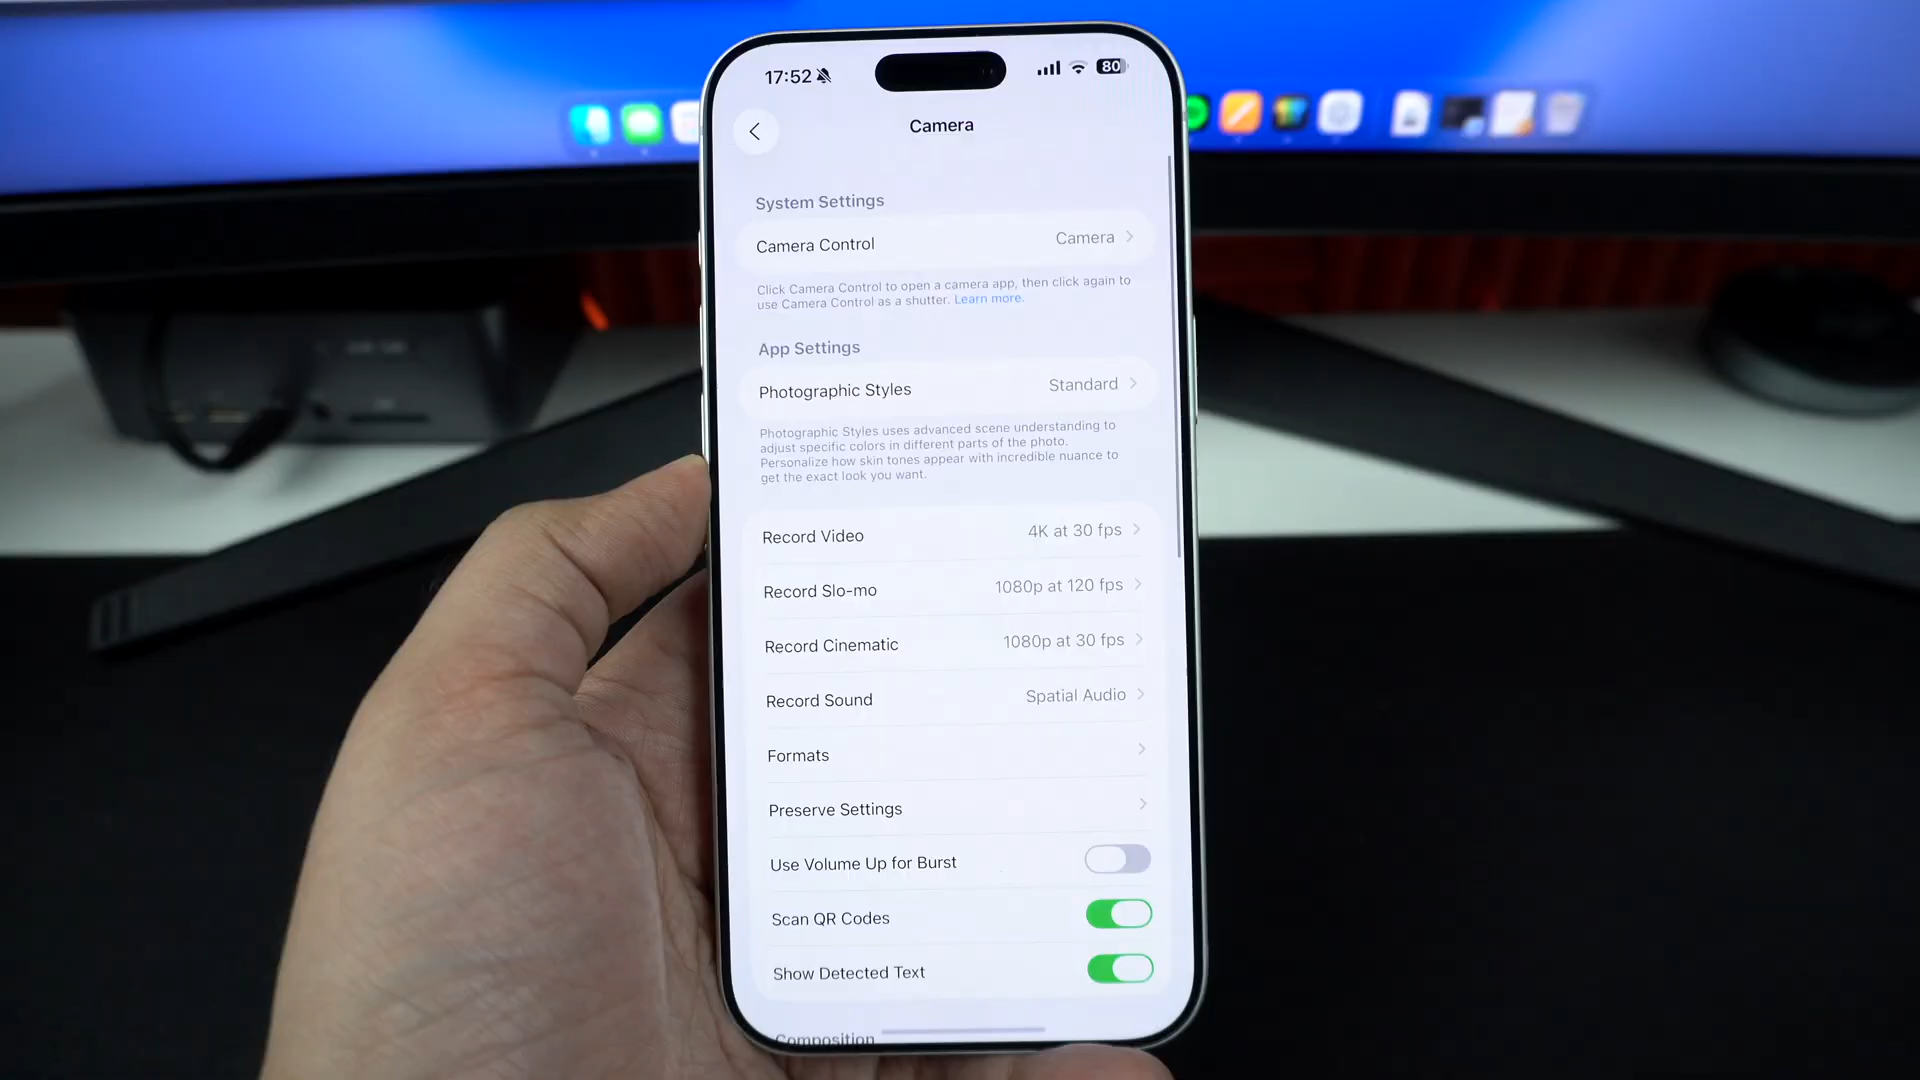 17:52
80
Camera
System Settings
Camera Control Camera
Click Camera Control to open a camera app, then click again to
use Camera Control as a shutter. Learn more.
App Settings
Photographic Styles Standard
Photographic Styles uses advanced scene understanding to
adjust specific colors in different parts of the photo.
Personalize how skin tones appear with incredible nuance to
get the exact look you want.
Record Video 4K at 30 fps
Record Slo-mo 1080p at 120 fps
Record Cinematic 1080p at 30 fps
Record Sound Spatial Audio
Formats
Preserve Settings
Use Volume Up for Burst
Scan QR Codes
Show Detected Text
Composition